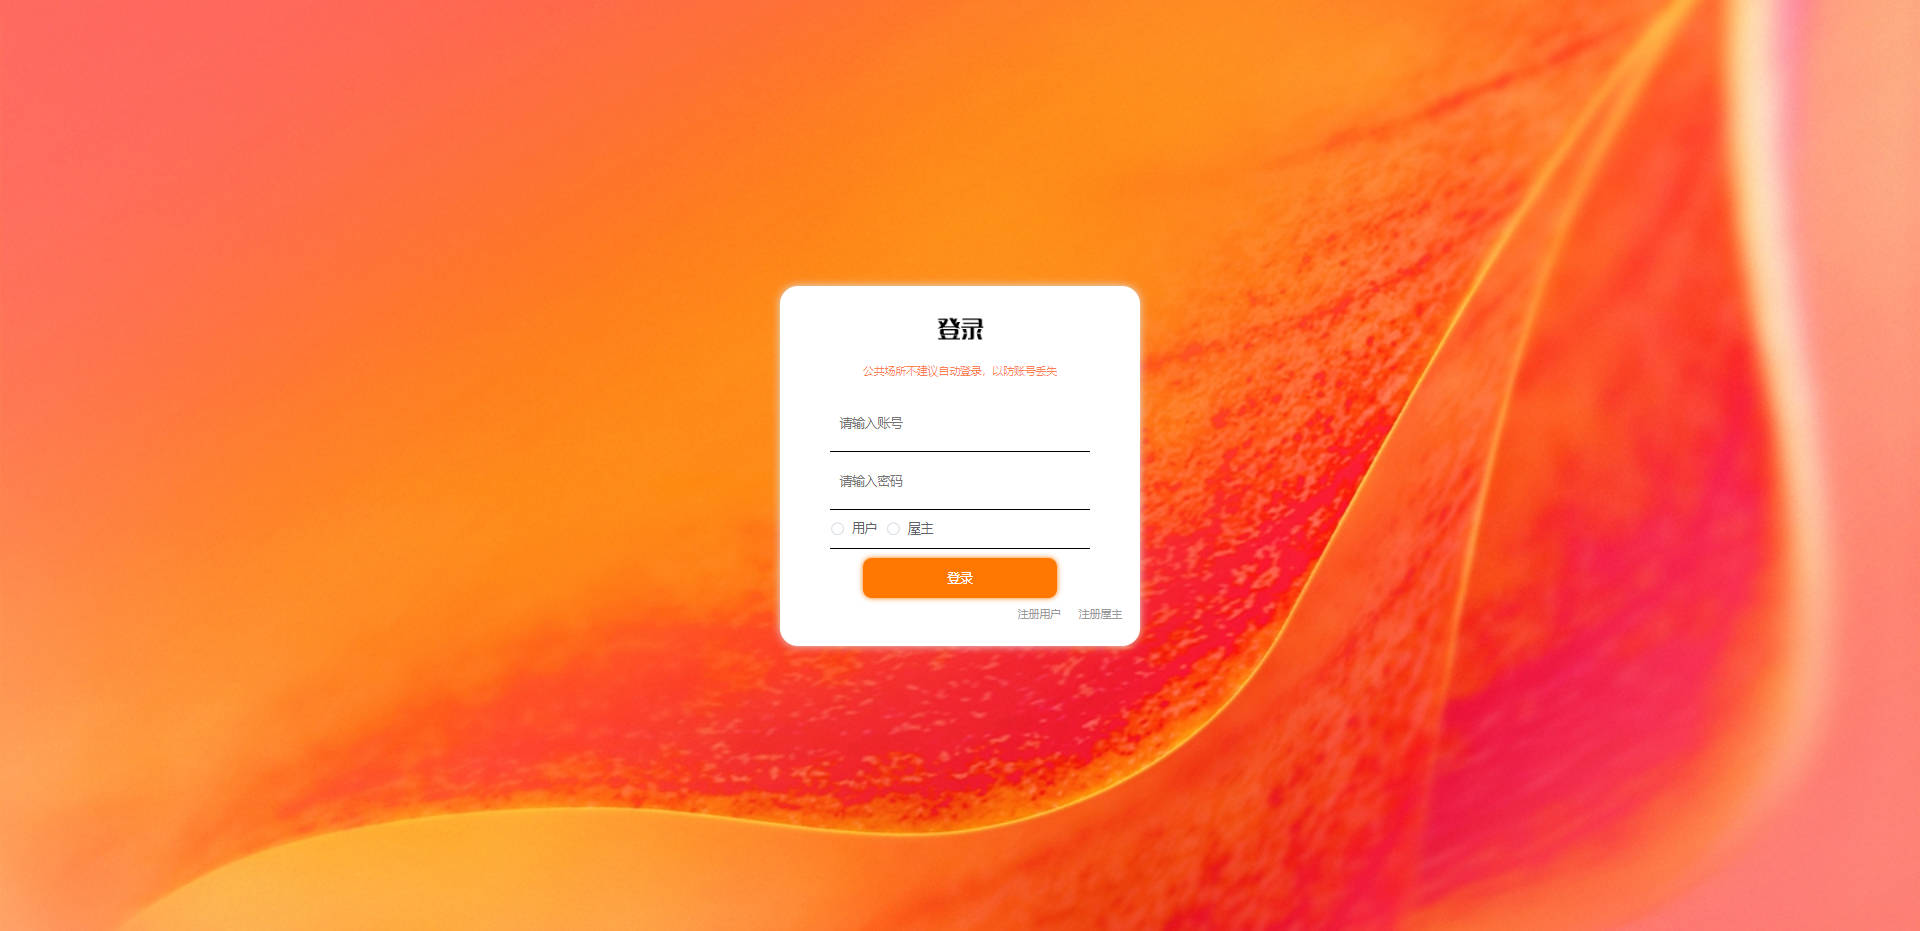 登录
公共场所不建议自动登录，以防账号丢失
请输入账号
请输入密码
用户 屋主
登录
注册用户 注册屋主